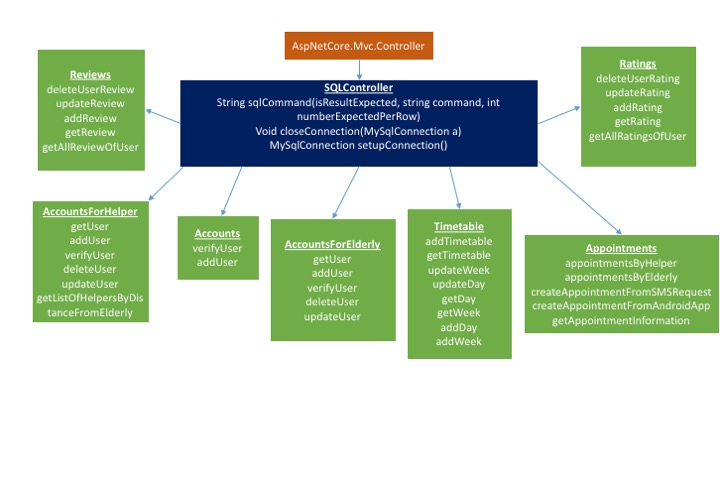 AspNetCore.Mvc.Controller
SQLController
String sqlCommand(isResultExpected, string command, int
numberExpectedPerRow)
Void closeConnection(MySqlConnection a)
MySqlConnection setupConnection()
Reviews
deleteUserReview
updateReview
addReview
getReview
getAllReviewOfUser
Ratings
deleteUserRating
updateRating
addRating
getRating
getAllRatingsOfUser
AccountsForHelper
getUser
addUser
verifyUser
deleteUser
updateUser
getListOfHelpersByDis
tanceFromElderly
Accounts
verifyUser
addUser
AccountsForElderly
getUser
addUser
verifyUser
deleteUser
updateUser
Timetable
addTimetable
getTimetable
updateWeek
updateDay
getDay
getWeek
addDay
addWeek
Appointments
appointmentsByHelper
appointmentsByElderly
createAppointmentFromSMSRequest
createAppointmentFromAndroidApp
getAppointmentInformation